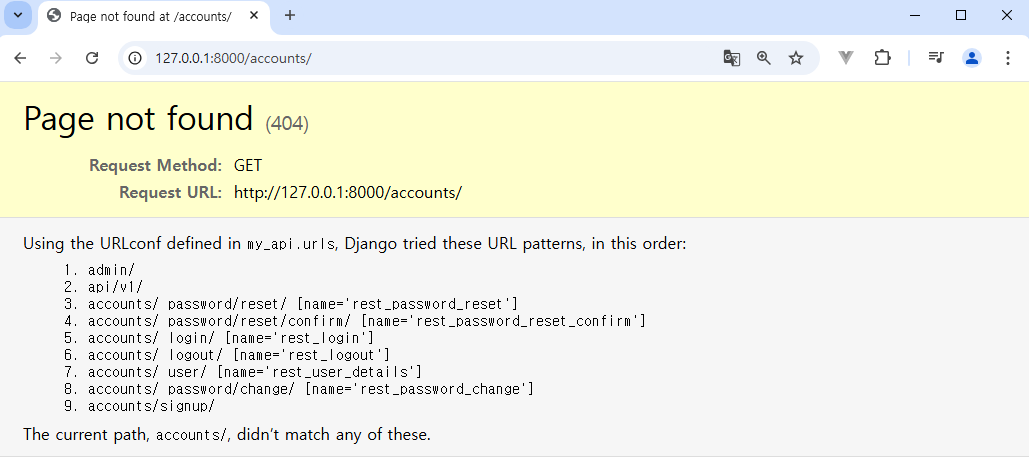 Page not found at /accounts/
127.0.0.1:8000/accounts/
Page not found (404)
Request Method: GET
Request URL: http://127.0.0.1:8000/accounts/
Using the URLconf defined in my_api.urls, Django tried these URL patterns, in this order:
1. admin/
2. api/v1/
3. accounts/ password/reset/ [name='rest_password_reset']
4. accounts/ password/reset/confirm/ [name='rest_password_reset_confirm']
5. accounts/ login/ [name='rest_login']
6. accounts/ logout/ [name='rest_logout']
7. accounts/ user/ [name='rest_user_details']
8. accounts/ password/change/ [name='rest_password_change']
9. accounts/signup/
The current path, accounts/, didn’t match any of these.